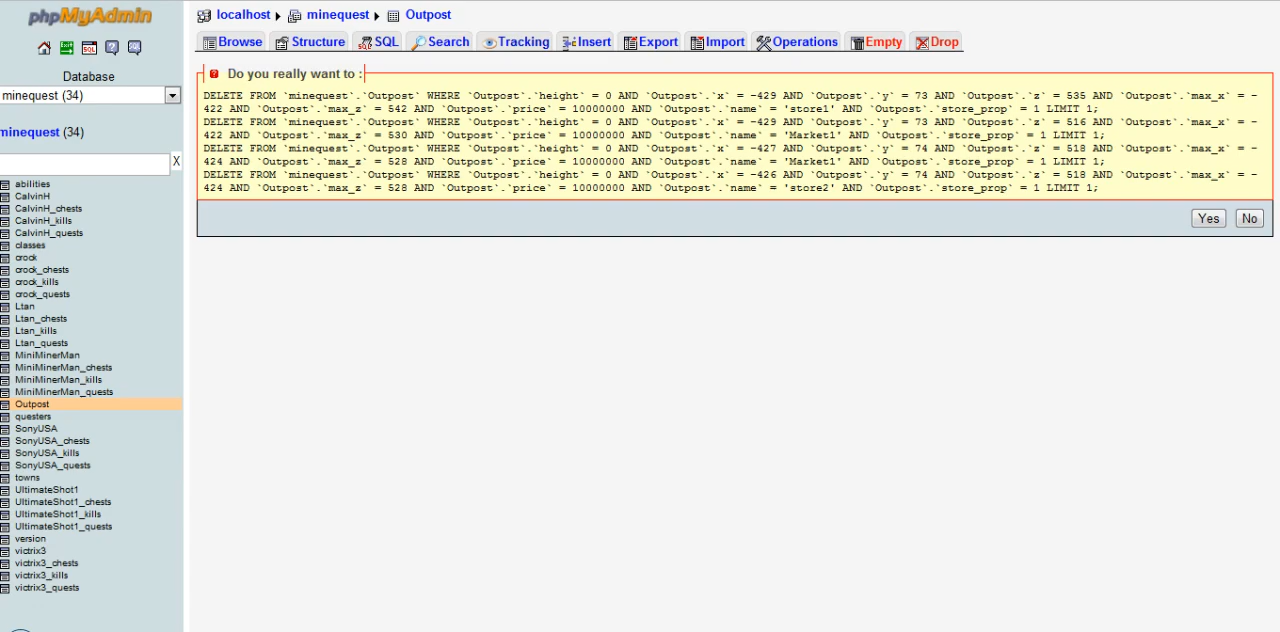 phpMyAdmin
localhost minequest Outpost
Browse Structure SQL Search Tracking Insert Export Import Operations Empty Drop
Database
minequest (34)
minequest (34)
X
abilities
CalvinH
CalvinH_chests
CalvinH_kills
CalvinH_quests
classes
crock
crock_chests
crock_kills
crock_quests
Ltan
Ltan_chests
Ltan_kills
Ltan_quests
MiniMinerMan
MiniMinerMan_chests
MiniMinerMan_kills
MiniMinerMan_quests
Outpost
questers
SonyUSA
SonyUSA_chests
SonyUSA_kills
SonyUSA_quests
towns
UltimateShot1
UltimateShot1_chests
UltimateShot1_kills
UltimateShot1_quests
version
victrix3
victrix3_chests
victrix3_kills
victrix3_quests
Do you really want to :
DELETE FROM `minequest`.`Outpost` WHERE `Outpost`.`height` = 0 AND `Outpost`.`x` = -429 AND `Outpost`.`y` = 73 AND `Outpost`.`z` = 535 AND `Outpost`.`max_x` = -
422 AND `Outpost`.`max_z` = 542 AND `Outpost`.`price` = 10000000 AND `Outpost`.`name` = 'store1' AND `Outpost`.`store_prop` = 1 LIMIT 1;
DELETE FROM `minequest`.`Outpost` WHERE `Outpost`.`height` = 0 AND `Outpost`.`x` = -429 AND `Outpost`.`y` = 73 AND `Outpost`.`z` = 516 AND `Outpost`.`max_x` = -
422 AND `Outpost`.`max_z` = 530 AND `Outpost`.`price` = 10000000 AND `Outpost`.`name` = 'Market1' AND `Outpost`.`store_prop` = 1 LIMIT 1;
DELETE FROM `minequest`.`Outpost` WHERE `Outpost`.`height` = 0 AND `Outpost`.`x` = -427 AND `Outpost`.`y` = 74 AND `Outpost`.`z` = 518 AND `Outpost`.`max_x` = -
424 AND `Outpost`.`max_z` = 528 AND `Outpost`.`price` = 10000000 AND `Outpost`.`name` = 'Market1' AND `Outpost`.`store_prop` = 1 LIMIT 1;
DELETE FROM `minequest`.`Outpost` WHERE `Outpost`.`height` = 0 AND `Outpost`.`x` = -426 AND `Outpost`.`y` = 74 AND `Outpost`.`z` = 518 AND `Outpost`.`max_x` = -
424 AND `Outpost`.`max_z` = 528 AND `Outpost`.`price` = 10000000 AND `Outpost`.`name` = 'store2' AND `Outpost`.`store_prop` = 1 LIMIT 1;
Yes No